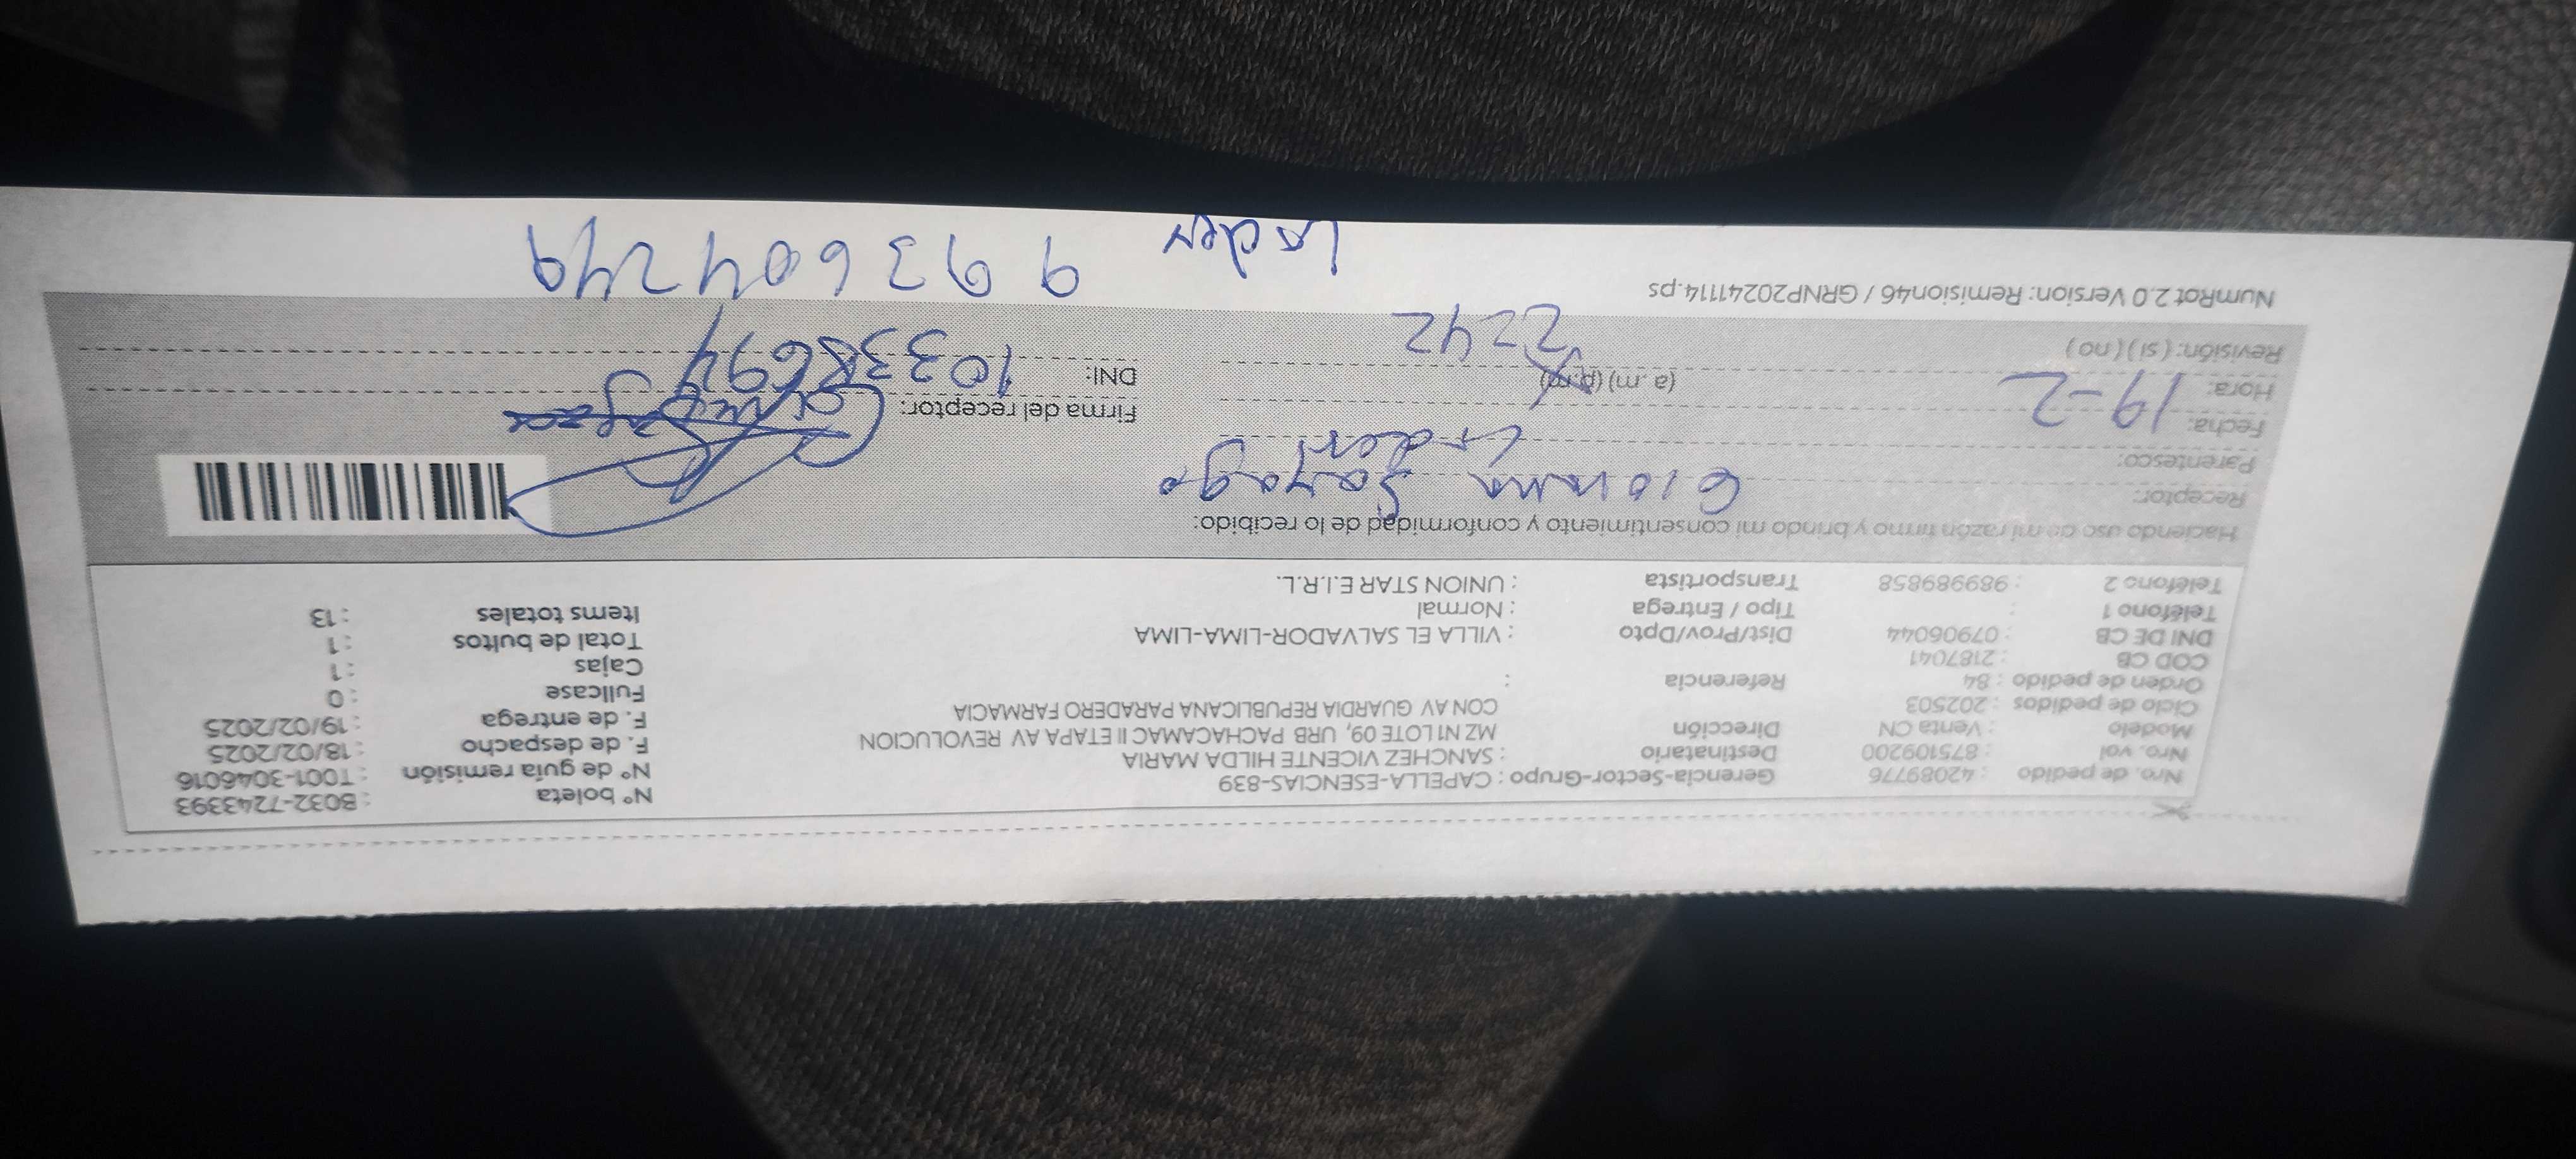 Nro. de pedido : 42089776 Gerencia-Sector-Grupo : CAPELLA-ESENCIAS-839 N° boleta : B032-7243393
Nro. vol : 875109200 Destinatario : SANCHEZ VICENTE HILDA MARIA N° de guía remisión : T001-3046016
Modelo : Venta CN Dirección MZ N1 LOTE 09, URB PACHACAMAC II ETAPA AV REVOLUCION F. de despacho : 18/02/2025
Ciclo de pedidos : 202503 CON AV GUARDIA REPUBLICANA PARADERO FARMACIA F. de entrega : 19/02/2025
Orden de pedido : 84 Referencia : Fullcase : 0
COD CB : 2187041 Cajas : 1
DNI DE CB : 07906044 Dist/Prov/Dpto : VILLA EL SALVADOR-LIMA-LIMA Total de bultos : 1
Teléfono 1 : Tipo / Entrega : Normal Items totales : 13
Teléfono 2 : 989989858 Transportista : UNION STAR E.I.R.L.
Haciendo uso de mi razón firmo y brindo mi consentimiento y conformidad de lo recibido:
Receptor: Sayago
Parentesco:
Fecha: 19-2 Firma del receptor:
Hora: (a.m) (p.m) DNI: 10338694
Revisión: (si) (no) 2242
NumRot 2.0 Version: Remision46 / GRNP20241114.ps
993604249